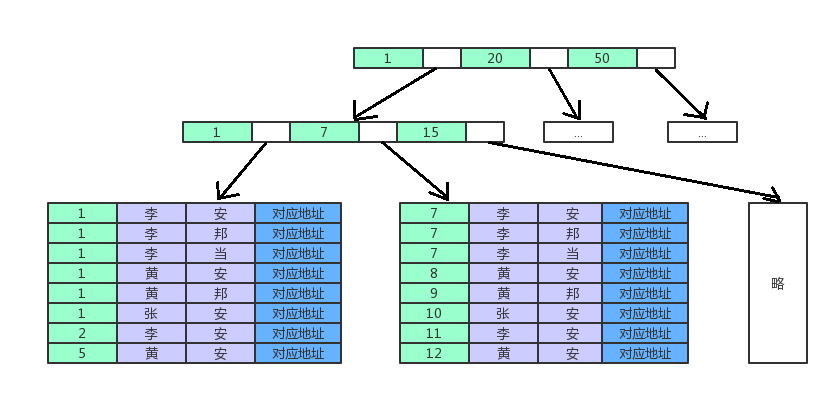 1 20 50
1 7 15 ... ...
1 李 安 对应地址 7 李 安 对应地址
1 李 邦 对应地址 7 李 邦 对应地址
1 李 当 对应地址 7 李 当 对应地址
1 黄 安 对应地址 8 黄 安 对应地址
略
1 黄 邦 对应地址 9 黄 邦 对应地址
1 张 安 对应地址 10 张 安 对应地址
2 李 安 对应地址 11 李 安 对应地址
5 黄 安 对应地址 12 黄 安 对应地址